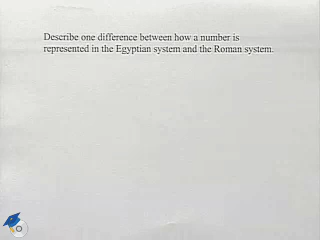 Describe one difference between how a number is
represented in the Egyptian system and the Roman system.